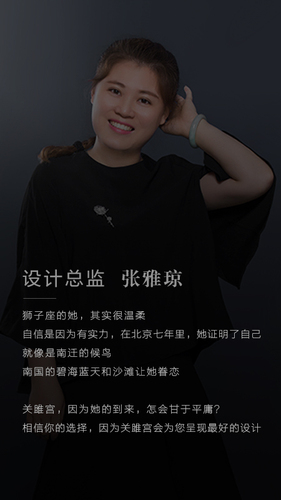 设计总监 张雅琼
狮子座的她，其实很温柔
自信是因为有实力，在北京七年里，她证明了自己
就像是南迁的候鸟
南国的碧海蓝天和沙滩让她眷恋
关雎宫，因为她的到来，怎会甘于平庸？
相信你的选择，因为关雎宫会为您呈现最好的设计